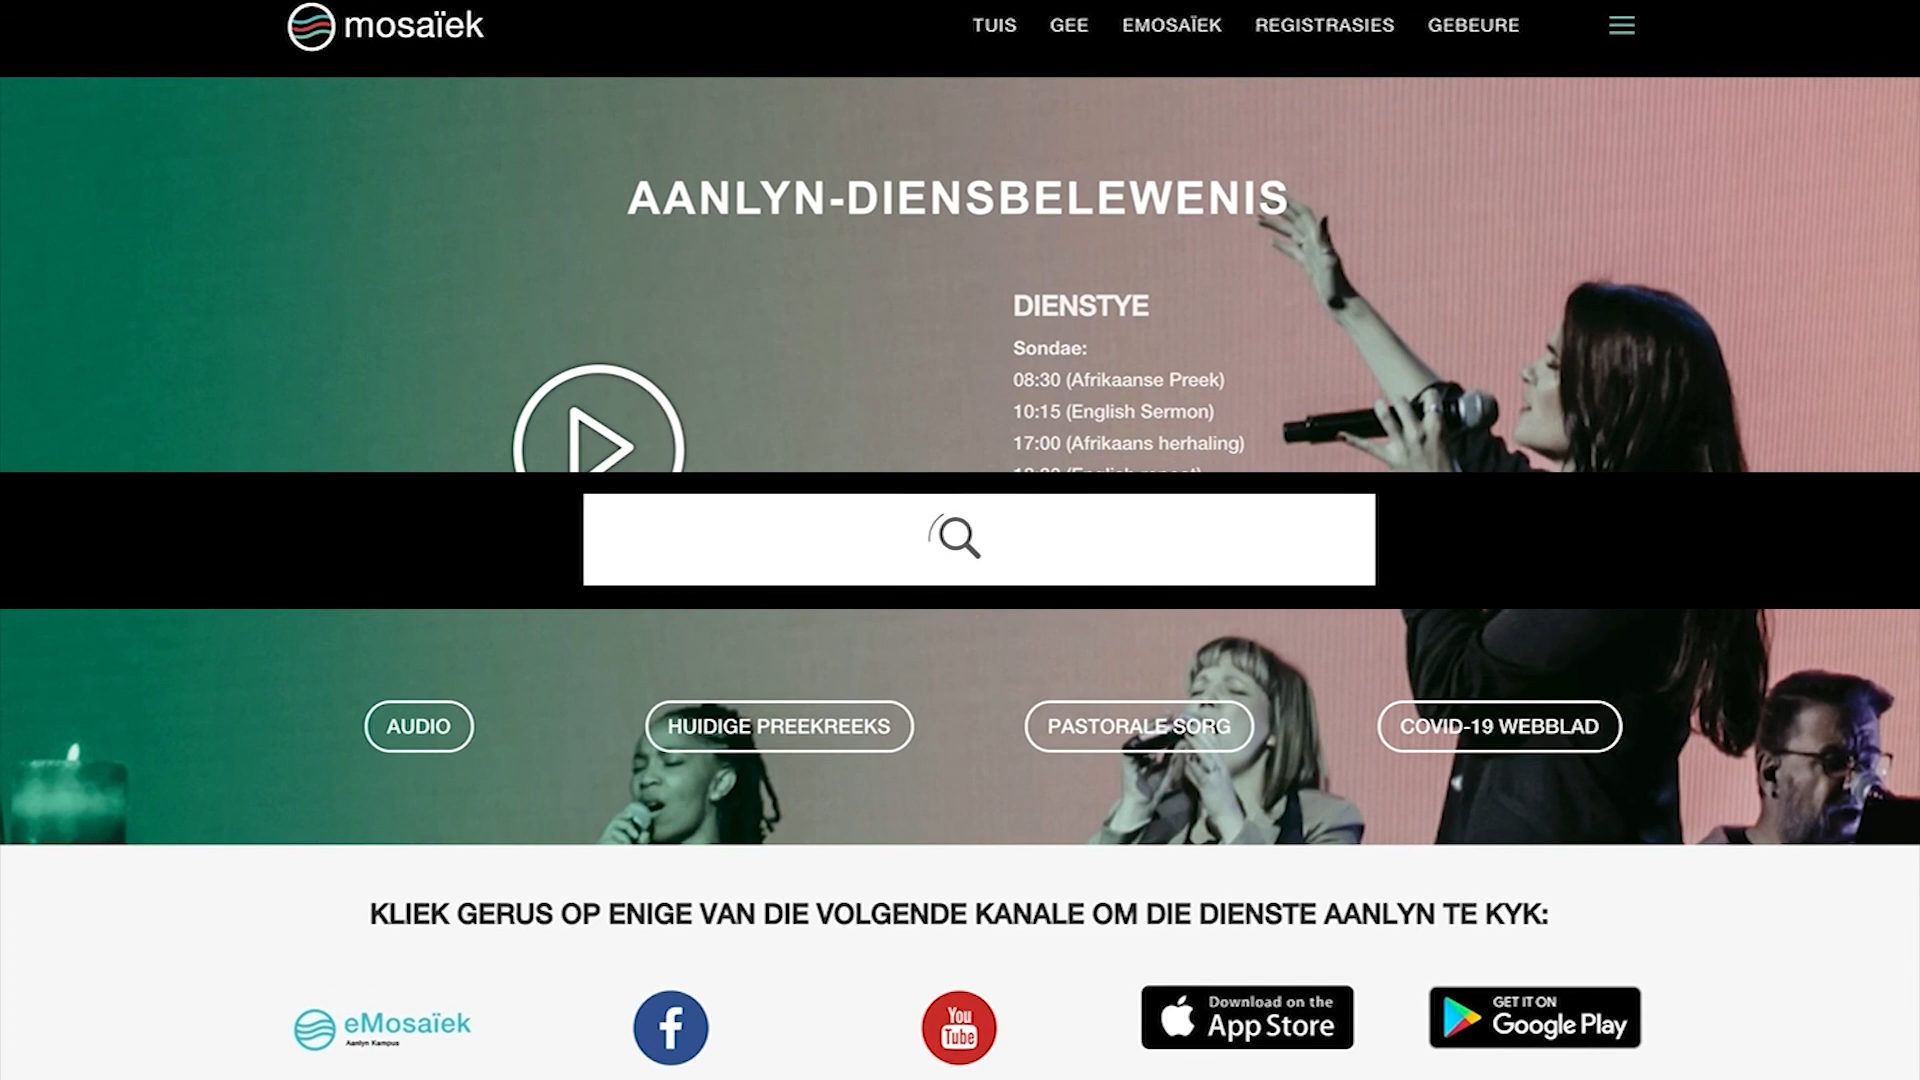 mosaïek
TUIS GEE EMOSAÏEK REGISTRASIES GEBEURE
AANLYN-DIENSBELEWENIS
DIENSTYE
Sondae:
08:30 (Afrikaanse Preek)
10:15 (English Sermon)
17:00 (Afrikaans herhaling)
AUDIO
HUIDIGE PREEKREEKS
PASTORALE SORG
COVID-19 WEBBLAD
KLIEK GERUS OP ENIGE VAN DIE VOLGENDE KANALE OM DIE DIENSTE AANLYN TE KYK:
eMosaïek
Aanlyn Kampus
f
You
Tube
Download on the
App Store
GET IT ON
Google Play